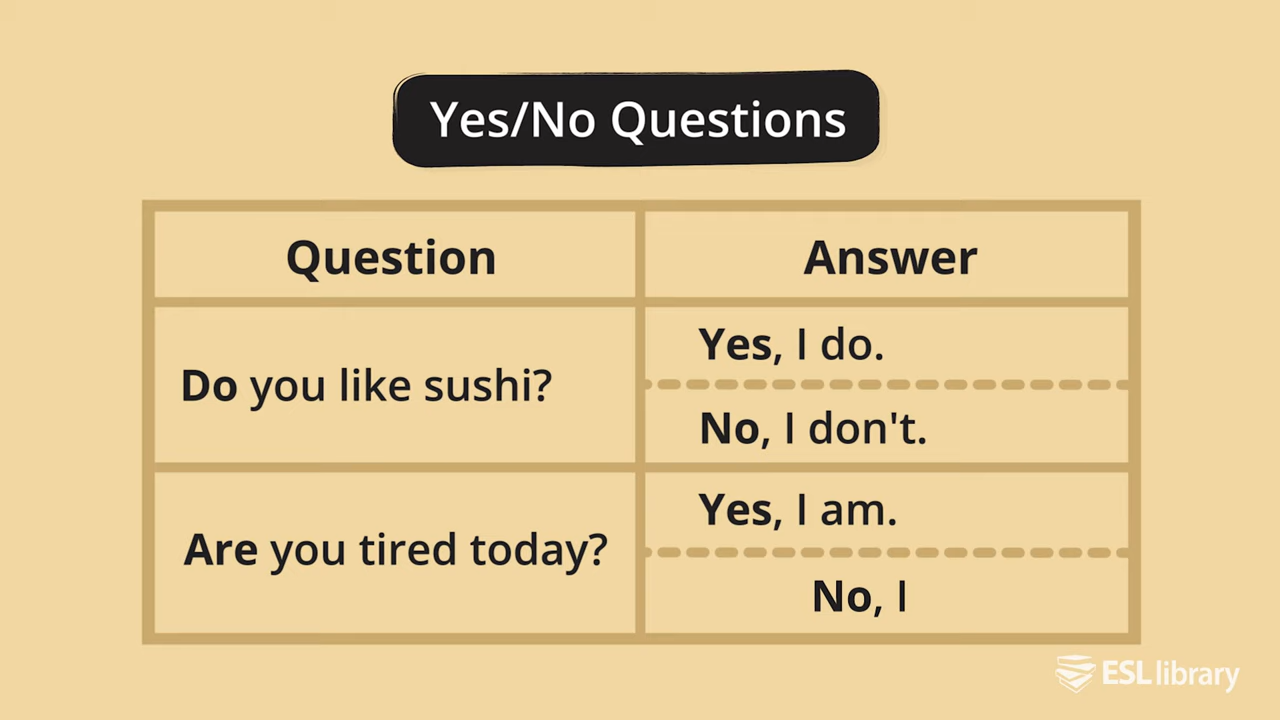 Yes/No Questions
Question
Answer
Do you like sushi?
Yes, I do.
No, I don't.
Are you tired today?
Yes, I am.
No, I
ESL library